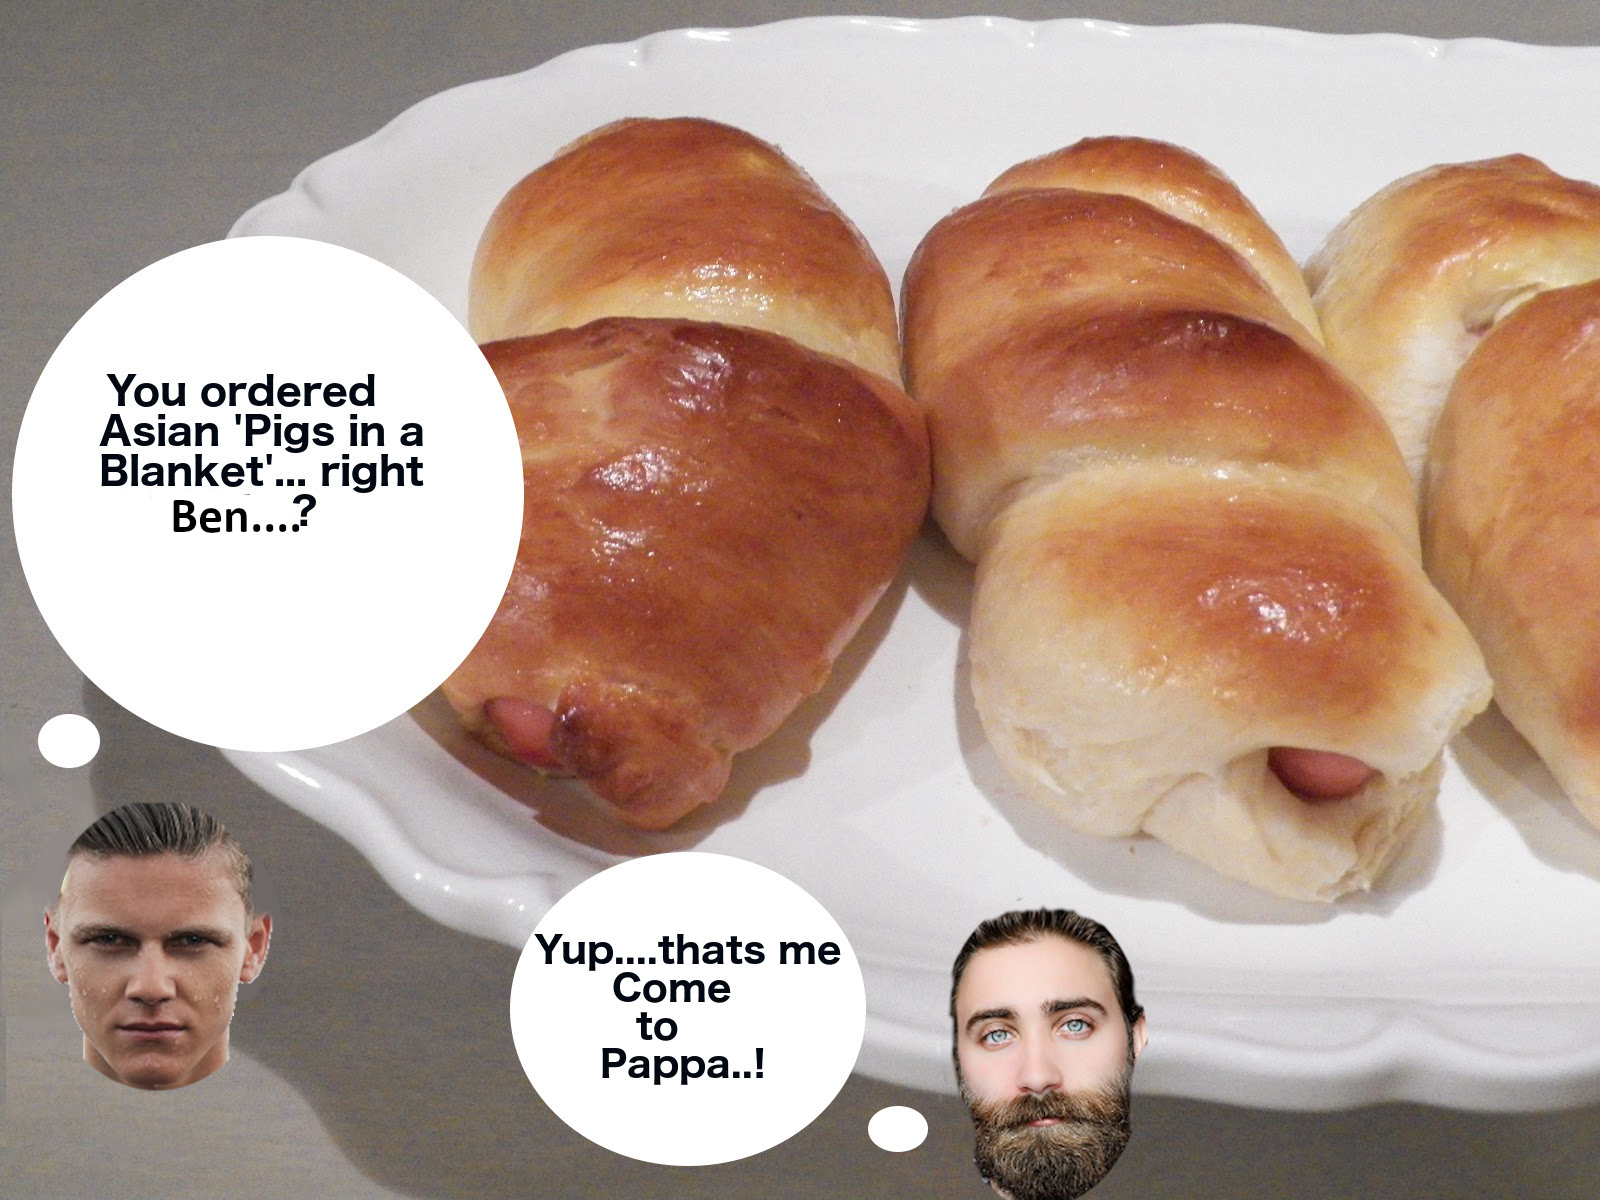 You ordered
Asian 'Pigs in a
Blanket'... right
Ben....?
Yup....thats me
Come
to
Pappa..!